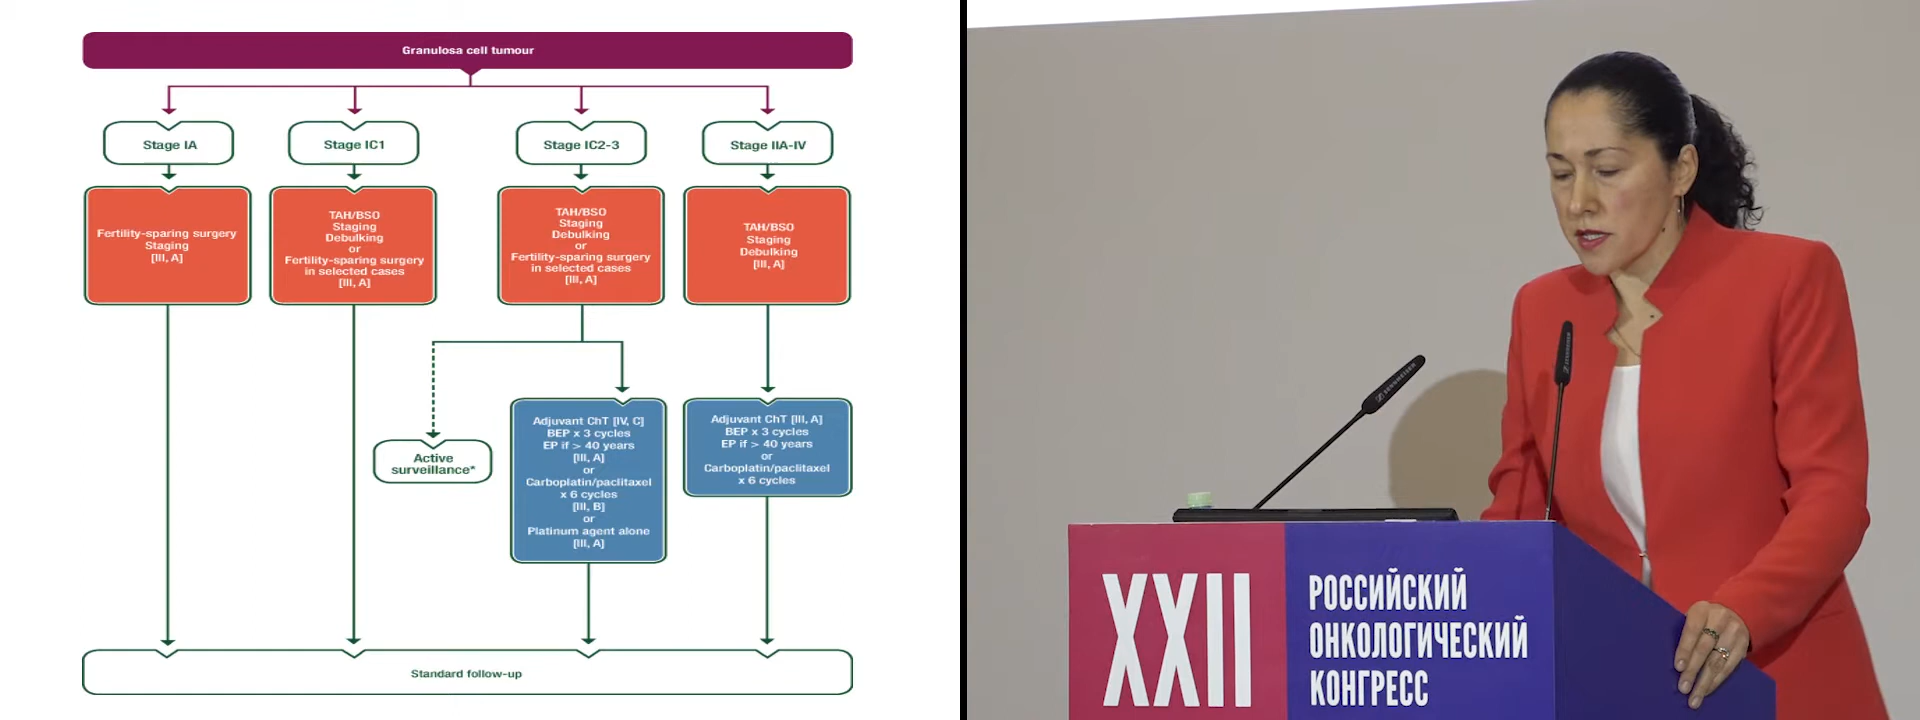 Granulosa cell tumour
Stage IA
Stage IC1
Stage IC2-3
Stage IIA-IV
Fertility-sparing surgery
Staging
[III, A]
TAH/BSO
Staging
Debulking
or
Fertility-sparing surgery
in selected cases
[III, A]
TAH/BSO
Staging
Debulking
or
Fertility-sparing surgery
in selected cases
[III, A]
TAH/BSO
Staging
Debulking
[III, A]
Active
surveillance*
Adjuvant ChT [IV, C]
BEP x 3 cycles
EP if > 40 years
[III, A]
or
Carboplatin/paclitaxel
x 6 cycles
[III, B]
or
Platinum agent alone
[III, A]
Adjuvant ChT [III, A]
BEP x 3 cycles
EP if > 40 years
or
Carboplatin/paclitaxel
x 6 cycles
Standard follow-up
SENNHEISER
XXII
РОССИЙСКИЙ
ОНКОЛОГИЧЕСКИЙ
КОНГРЕСС